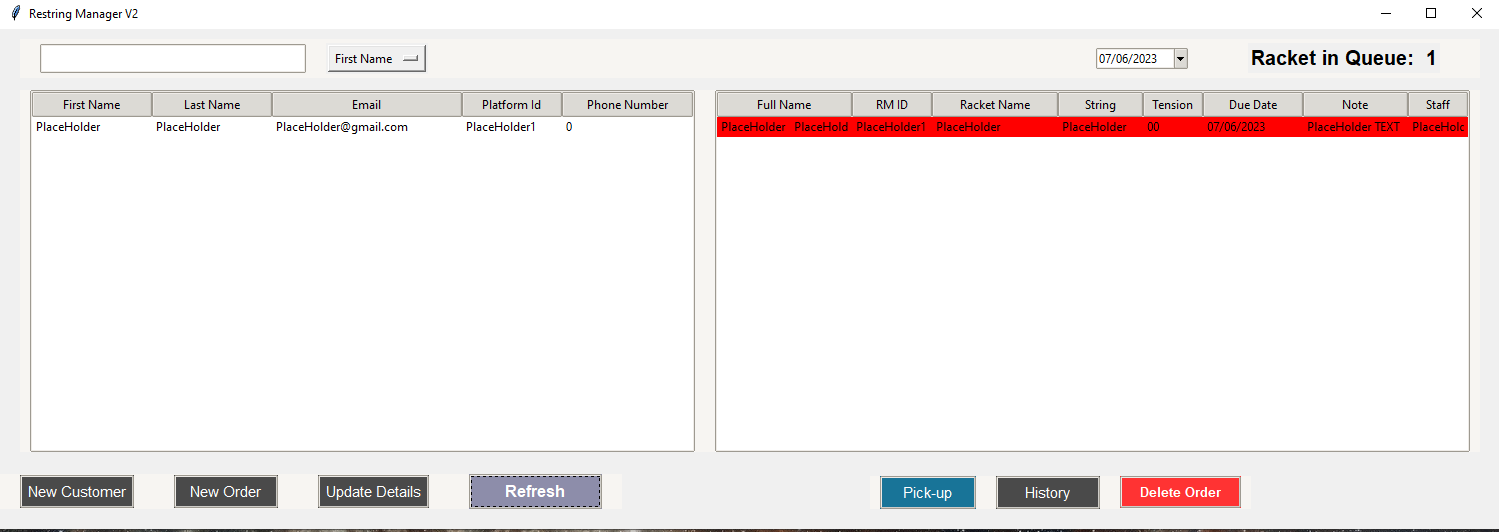 Restring Manager V2
First Name
07/06/2023
Racket in Queue: 1
First Name Last Name Email Platform Id Phone Number
PlaceHolder PlaceHolder PlaceHolder@gmail.com PlaceHolder1 0
Full Name RM ID Racket Name String Tension Due Date Note Staff
PlaceHolder PlaceHold PlaceHolder1 PlaceHolder PlaceHolder 00 07/06/2023 PlaceHolder TEXT PlaceHolc
New Customer New Order Update Details Refresh
Pick-up History Delete Order